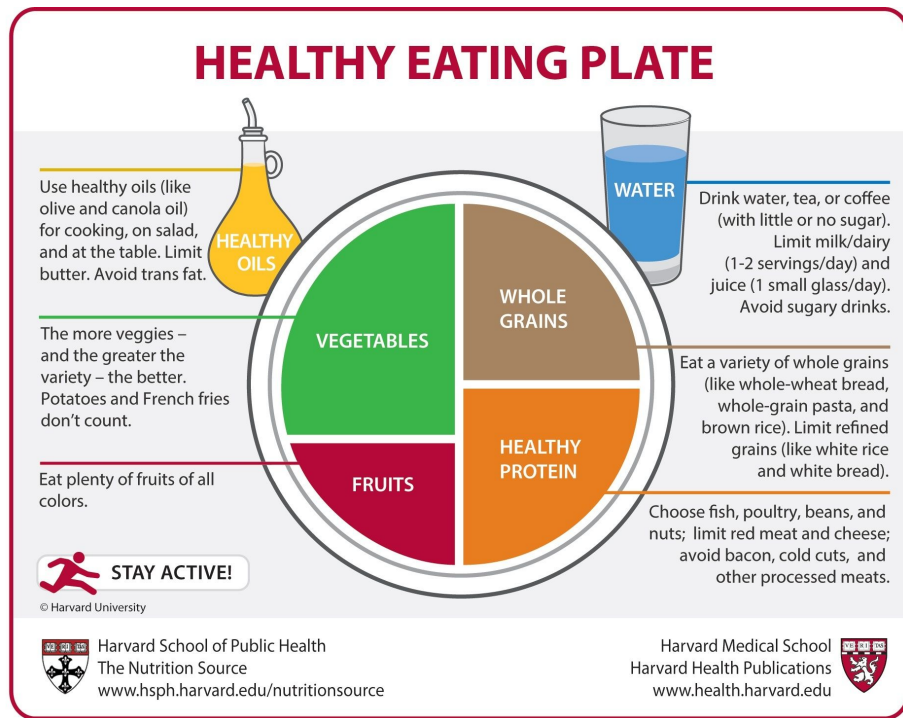 HEALTHY EATING PLATE
Use healthy oils (like
olive and canola oil)
for cooking, on salad,
and at the table. Limit
butter. Avoid trans fat.
HEALTHY
OILS
The more veggies –
and the greater the
variety – the better.
Potatoes and French fries
don't count.
Eat plenty of fruits of all
colors.
VEGETABLES
FRUITS
WHOLE
GRAINS
HEALTHY
PROTEIN
WATER
Drink water, tea, or coffee
(with little or no sugar).
Limit milk/dairy
(1-2 servings/day) and
juice (1 small glass/day).
Avoid sugary drinks.
Eat a variety of whole grains
(like whole-wheat bread,
whole-grain pasta, and
brown rice). Limit refined
grains (like white rice
and white bread).
Choose fish, poultry, beans, and
nuts; limit red meat and cheese;
avoid bacon, cold cuts, and
other processed meats.
STAY ACTIVE!
© Harvard University
VE RI TAS
Harvard School of Public Health
The Nutrition Source
www.hsph.harvard.edu/nutritionsource
Harvard Medical School
Harvard Health Publications
www.health.harvard.edu
VE RI TAS